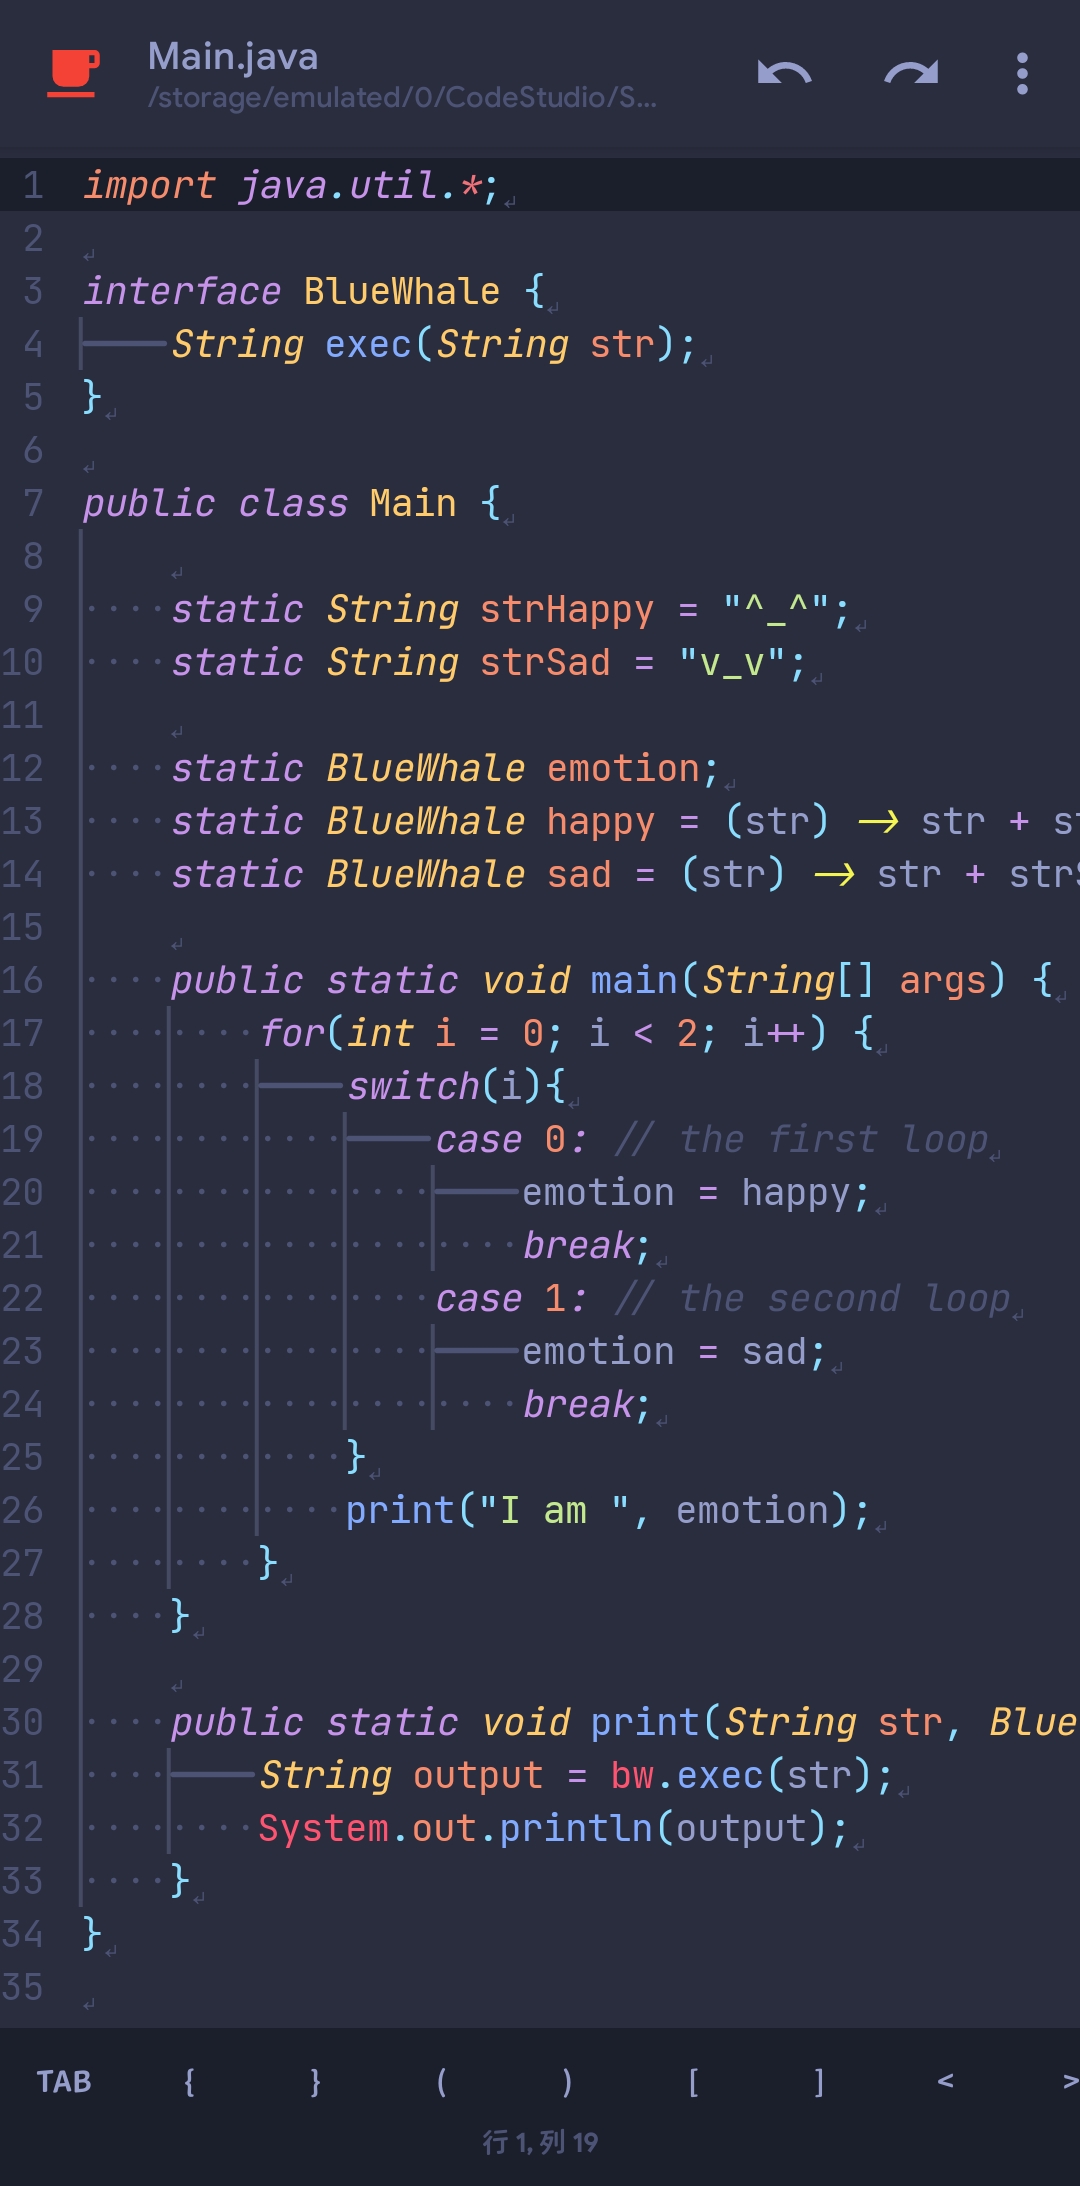 Main.java
/storage/emulated/0/CodeStudio/S...
1 import java.util.*;
2
3 interface BlueWhale {
4 String exec(String str);
5 }
6
7 public class Main {
8
9 static String strHappy = "^_^";
10 static String strSad = "v_v";
11
12 static BlueWhale emotion;
13 static BlueWhale happy = (str) -> str + st
14 static BlueWhale sad = (str) -> str + strS
15
16 public static void main(String[] args) {
17 for(int i = 0; i < 2; i++) {
18 switch(i){
19 case 0: // the first loop
20 emotion = happy;
21 break;
22 case 1: // the second loop
23 emotion = sad;
24 break;
25 }
26 print("I am ", emotion);
27 }
28 }
29
30 public static void print(String str, Blue
31 String output = bw.exec(str);
32 System.out.println(output);
33 }
34 }
35
TAB { } ( ) [ ] < >
行 1, 列 19